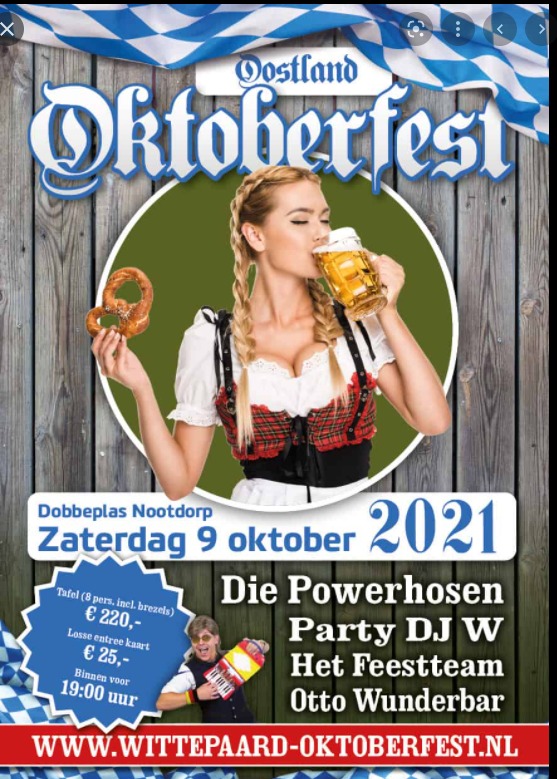 Oostland
Oktoberfest
Dobbeplas Nootdorp
Zaterdag 9 oktober 2021
Tafel (8 pers. incl. brezels)
€ 220,-
Losse entree kaart
€ 25,-
Binnen voor
19:00 uur
Die Powerhosen
Party DJ W
Het Feestteam
Otto Wunderbar
WWW.WITTEPAARD-OKTOBERFEST.NL